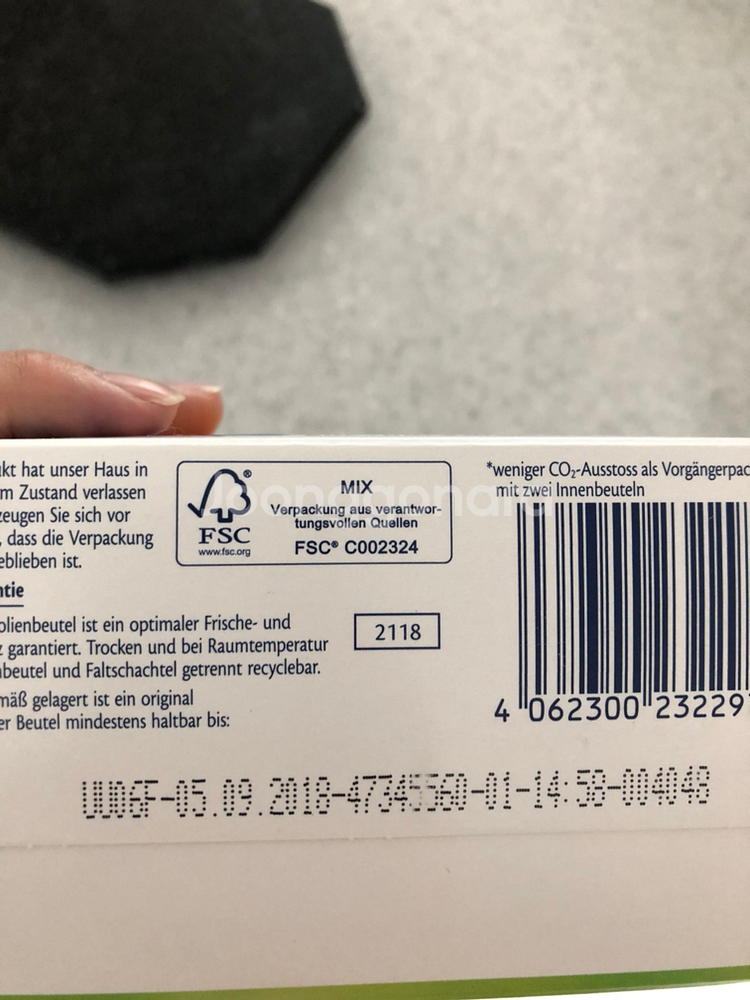 kt hat unser Haus in
m Zustand verlassen
zeugen Sie sich vor
, dass die Verpackung
eblieben ist.
ntie
olienbeutel ist ein optimaler Frische- und
z garantiert. Trocken und bei Raumtemperatur
nbeutel und Faltschachtel getrennt recyclebar.
mäß gelagert ist ein original
er Beutel mindestens haltbar bis:
FSC®
www.fsc.org
MIX
Verpackung aus verantwor-
tungsvollen Quellen
FSC® C002324
2118
*weniger CO₂-Ausstoss als Vorgängerpac
mit zwei Innenbeuteln
4 062300 23229
UU06F-05.09.2018-47345560-01-14:58-004048
joongonara